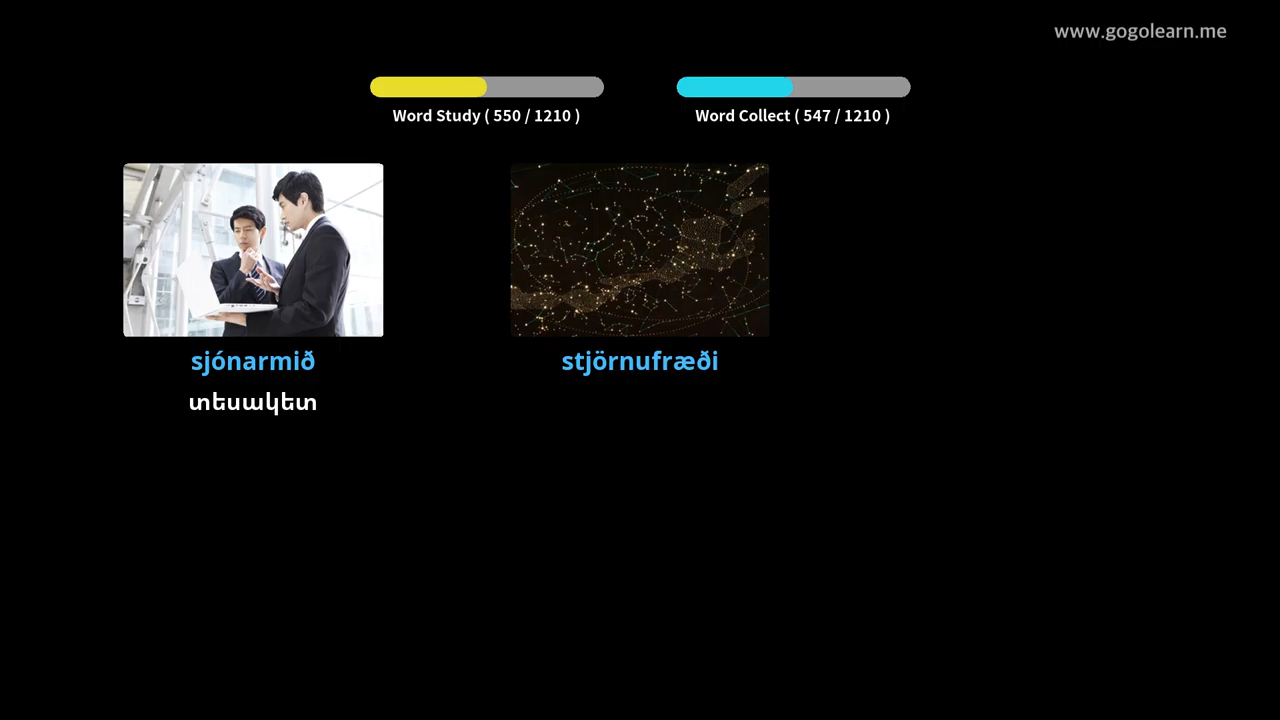 www.gogolearn.me
Word Study ( 550 / 1210 )
Word Collect ( 547 / 1210 )
sjónarmið
stjörnufræði
տեսակետ